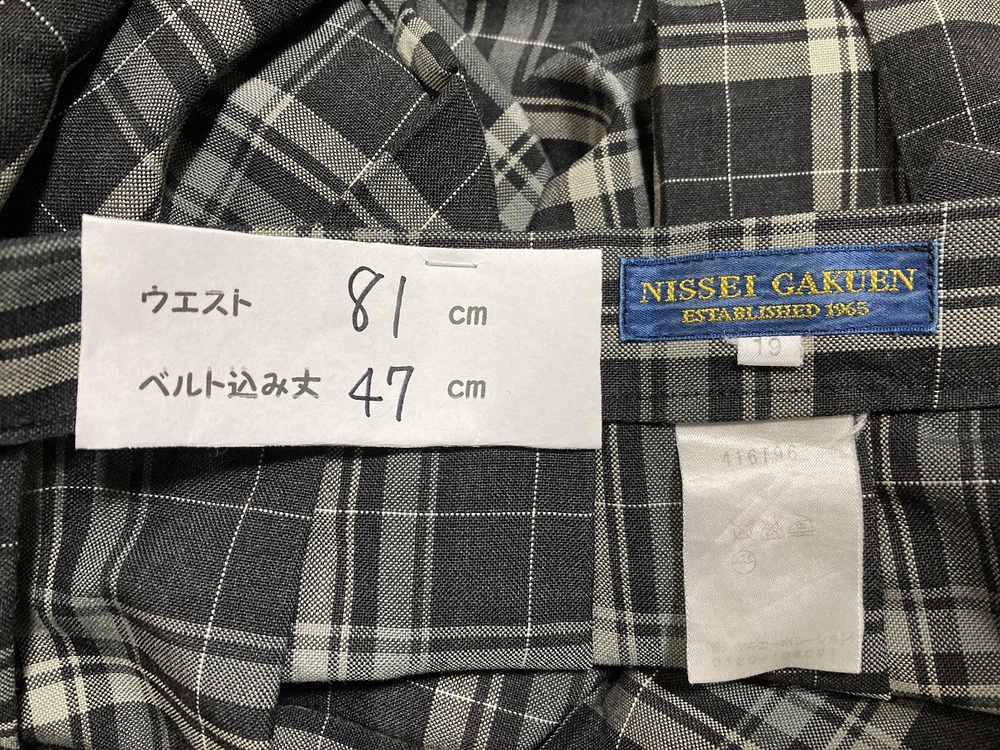 ウエスト 81 cm
ベルト込み丈 47 cm
NISSEI GAKUEN
ESTABLISHED 1965
19
416196